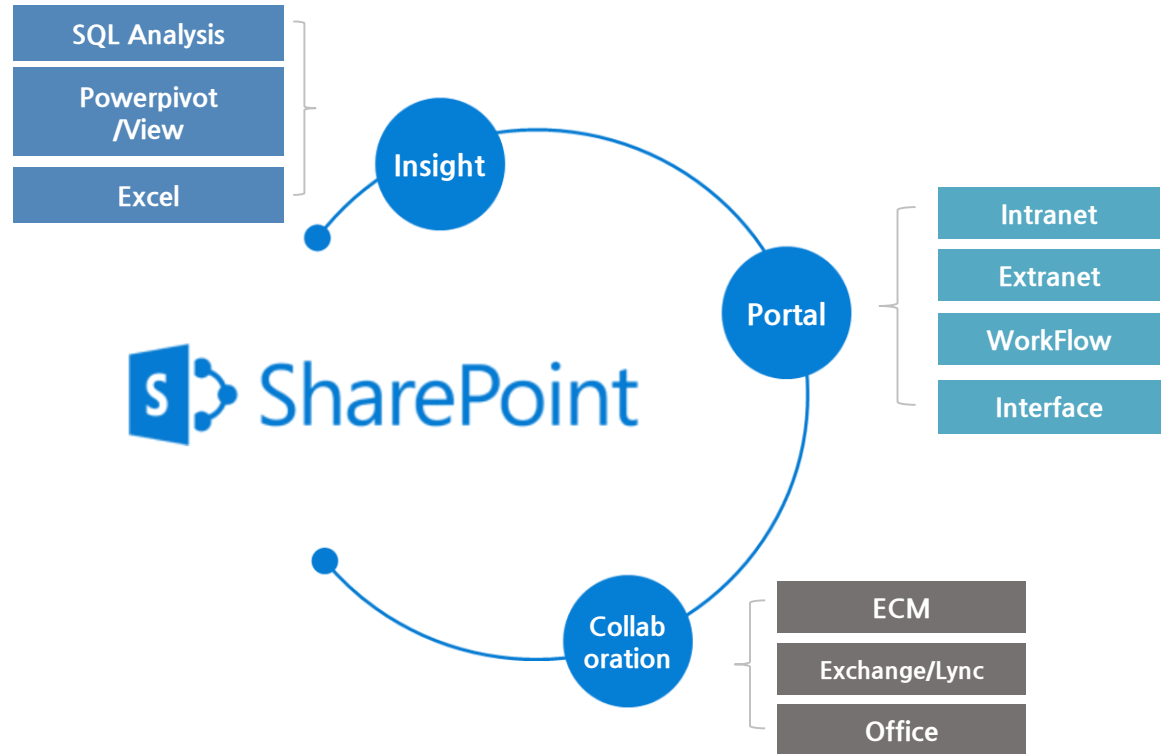 SQL Analysis
Powerpivot
/View
Excel
Insight
Portal
Intranet
Extranet
WorkFlow
Interface
S
SharePoint
Collab
oration
ECM
Exchange/Lync
Office